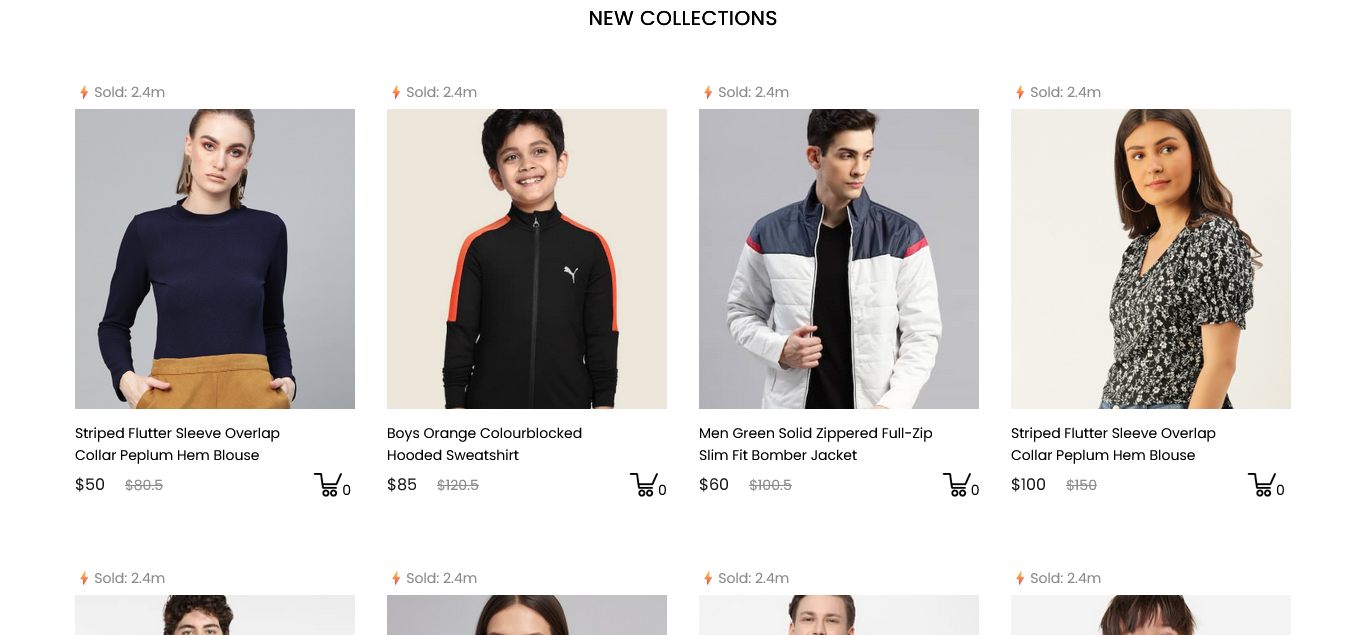 NEW COLLECTIONS
Sold: 2.4m
Sold: 2.4m
Sold: 2.4m
Sold: 2.4m
Striped Flutter Sleeve Overlap
Collar Peplum Hem Blouse
$50 $80.5 0
Boys Orange Colourblocked
Hooded Sweatshirt
$85 $120.5 0
Men Green Solid Zippered Full-Zip
Slim Fit Bomber Jacket
$60 $100.5 0
Striped Flutter Sleeve Overlap
Collar Peplum Hem Blouse
$100 $150 0
Sold: 2.4m
Sold: 2.4m
Sold: 2.4m
Sold: 2.4m